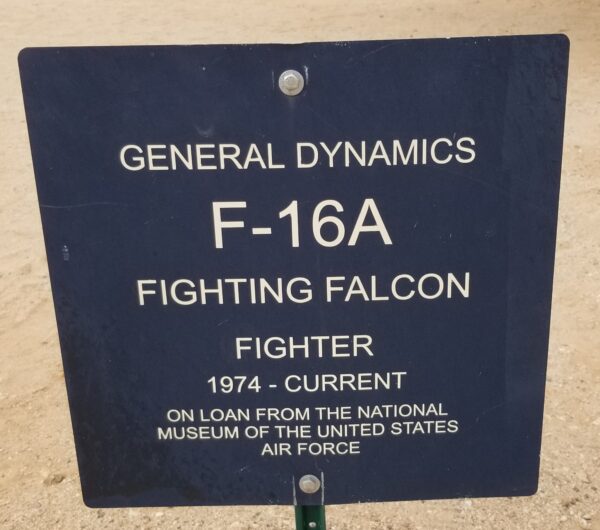 GENERAL DYNAMICS
F-16A
FIGHTING FALCON
FIGHTER
1974 - CURRENT
ON LOAN FROM THE NATIONAL
MUSEUM OF THE UNITED STATES
AIR FORCE